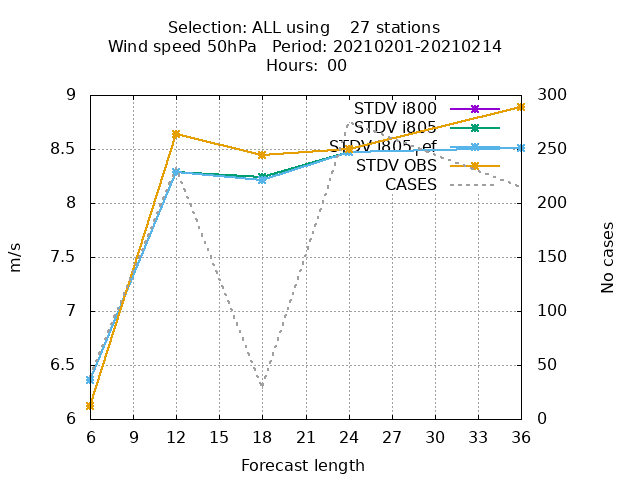 Selection: ALL using 27 stations
Wind speed 50hPa Period: 20210201-20210214
Hours: 00
9
8.5
8
7.5
7
6.5
6
m/s
300
250
200
150
100
50
0
No cases
STDV i800
STDV i805
STDV i805_ef
STDV OBS
CASES
6 9 12 15 18 21 24 27 30 33 36
Forecast length